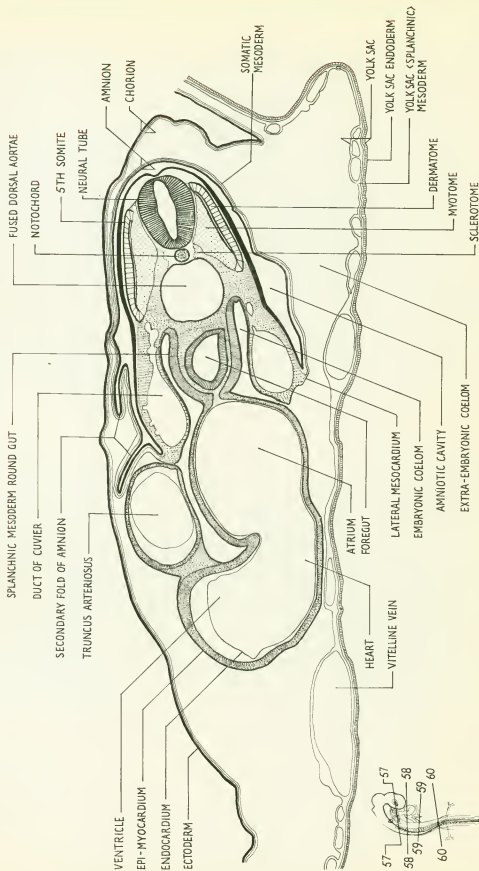 SPLANCHNIC MESODERM ROUND GUT
DUCT OF CUVIER
SECONDARY FOLD OF AMNION
TRUNCUS ARTERIOSUS
FUSED DORSAL AORTAE
NOTOCHORD
5TH SOMITE
NEURAL TUBE
AMNION
CHORION
SOMATIC
MESODERM
VENTRICLE
EPI-MYOCARDIUM
ENDOCARDIUM
ECTODERM
HEART
VITELLINE VEIN
ATRIUM
FOREGUT
LATERAL MESOCARDIUM
EMBRYONIC COELOM
AMNIOTIC CAVITY
EXTRA-EMBRYONIC COELOM
SCLEROTOME
MYOTOME
DERMATOME
YOLK SAC
YOLK SAC ENDODERM
YOLK SAC <SPLANCHNIC>
MESODERM
57
57
58
58
59
59
60
60